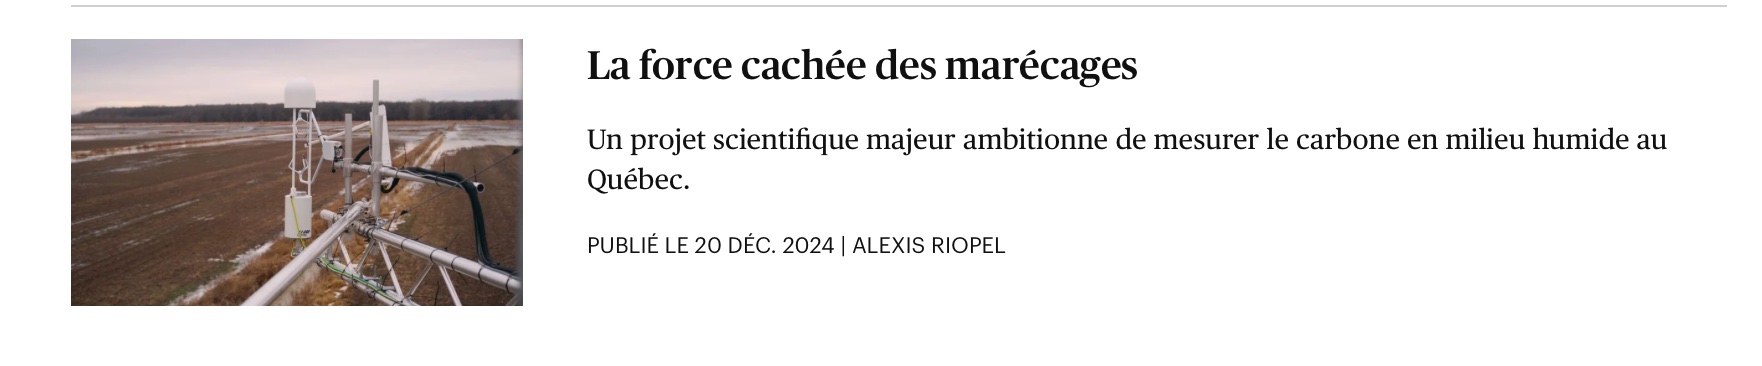 La force cachée des marécages
Un projet scientifique majeur ambitionne de mesurer le carbone en milieu humide au
Québec.
PUBLIÉ LE 20 DÉC. 2024 | ALEXIS RIOPEL